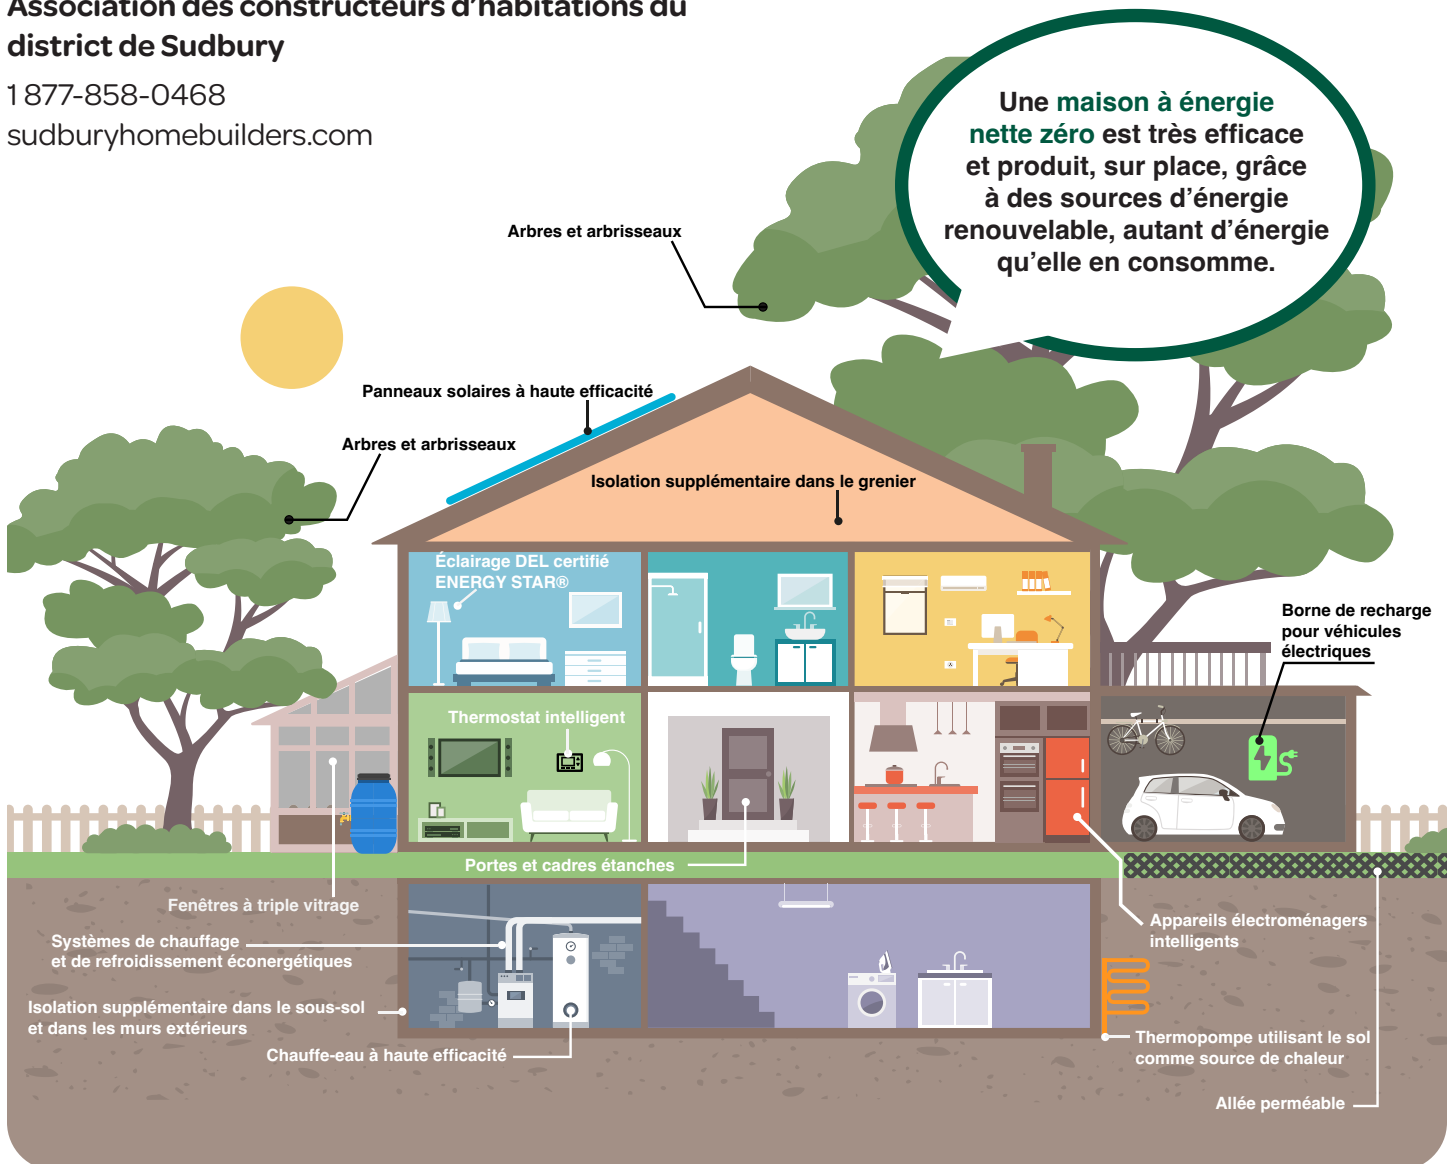 Association des constructeurs d'habitations du
district de Sudbury
1 877-858-0468
sudburyhomebuilders.com
Une maison à énergie
nette zéro est très efficace
et produit, sur place, grâce
à des sources d'énergie
renouvelable, autant d'énergie
qu'elle en consomme.
Arbres et arbrisseaux
Panneaux solaires à haute efficacité
Arbres et arbrisseaux
Isolation supplémentaire dans le grenier
Éclairage DEL certifié
ENERGY STAR®
Borne de recharge
pour véhicules
électriques
Thermostat intelligent
Portes et cadres étanches
Fenêtres à triple vitrage
Appareils électroménagers
intelligents
Systèmes de chauffage
et de refroidissement éconergétiques
Isolation supplémentaire dans le sous-sol
et dans les murs extérieurs
Chauffe-eau à haute efficacité
Thermopompe utilisant le sol
comme source de chaleur
Allée perméable